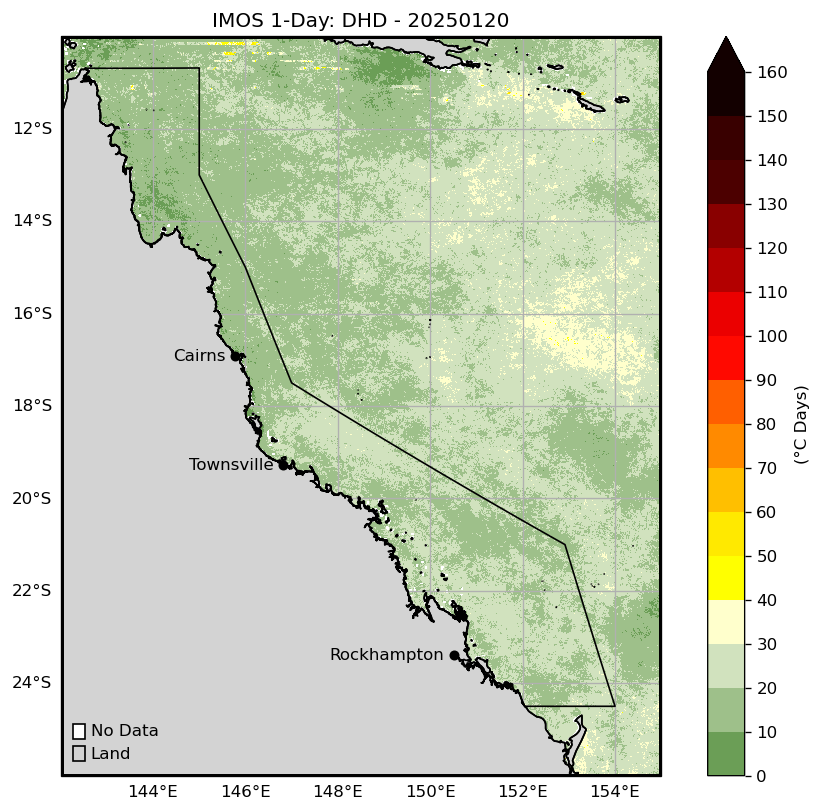 IMOS 1-Day: DHD - 20250120
12°S
14°S
16°S
18°S
20°S
22°S
24°S
Cairns
Townsville
Rockhampton
No Data
Land
144°E 146°E 148°E 150°E 152°E 154°E
160
150
140
130
120
110
100
90
80
70
60
50
40
30
20
10
0
(°C Days)